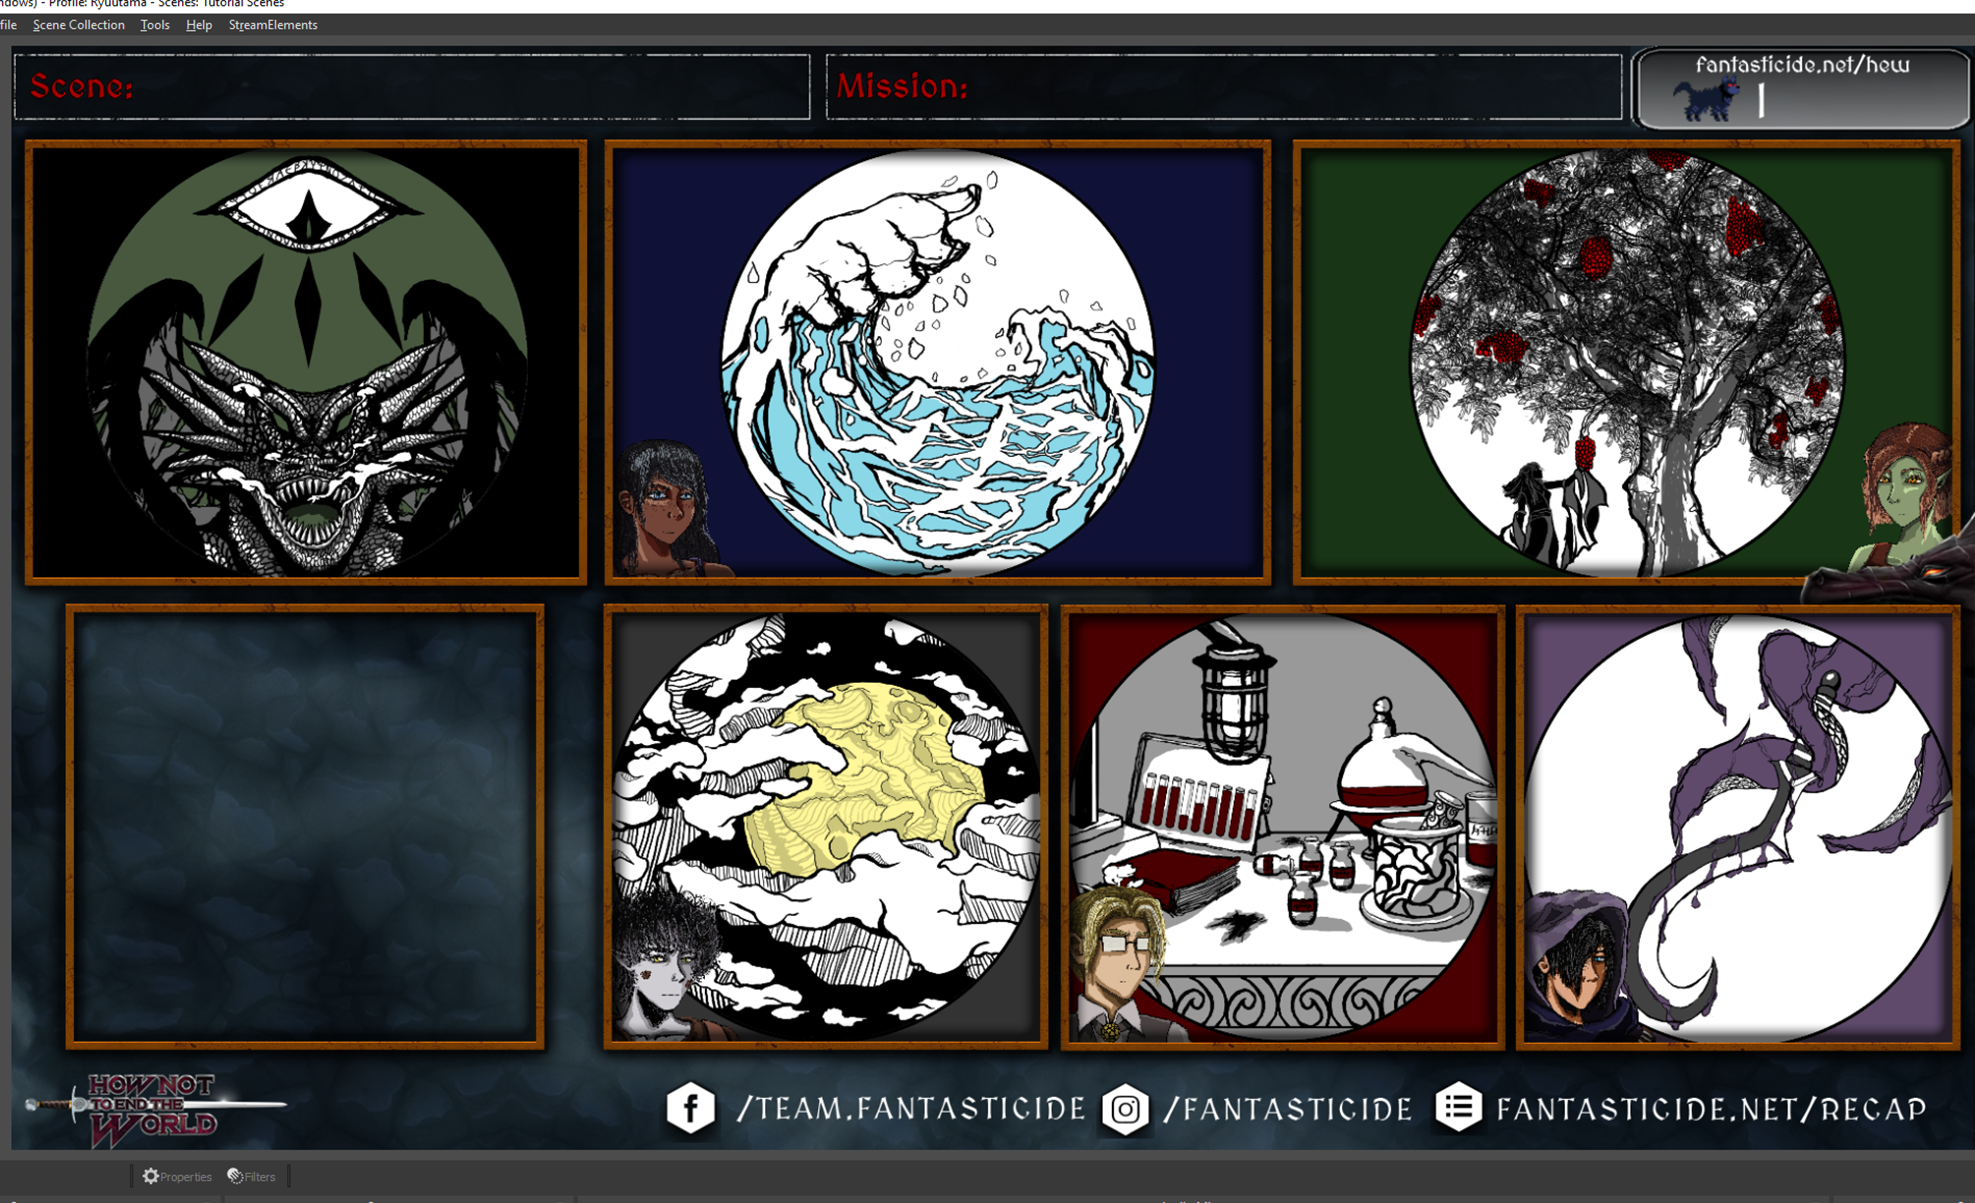 ndows) - Profile: Ryuutama - Scenes: Tutorial Scenes
file Scene Collection Tools Help StreamElements
Scene:
Mission:
fantasticide.net/hew
1
HOW NOT
TO END THE
WORLD
/TEAM.FANTASTICIDE
/FANTASTICIDE
FANTASTICIDE.NET/RECAP
Properties Filters